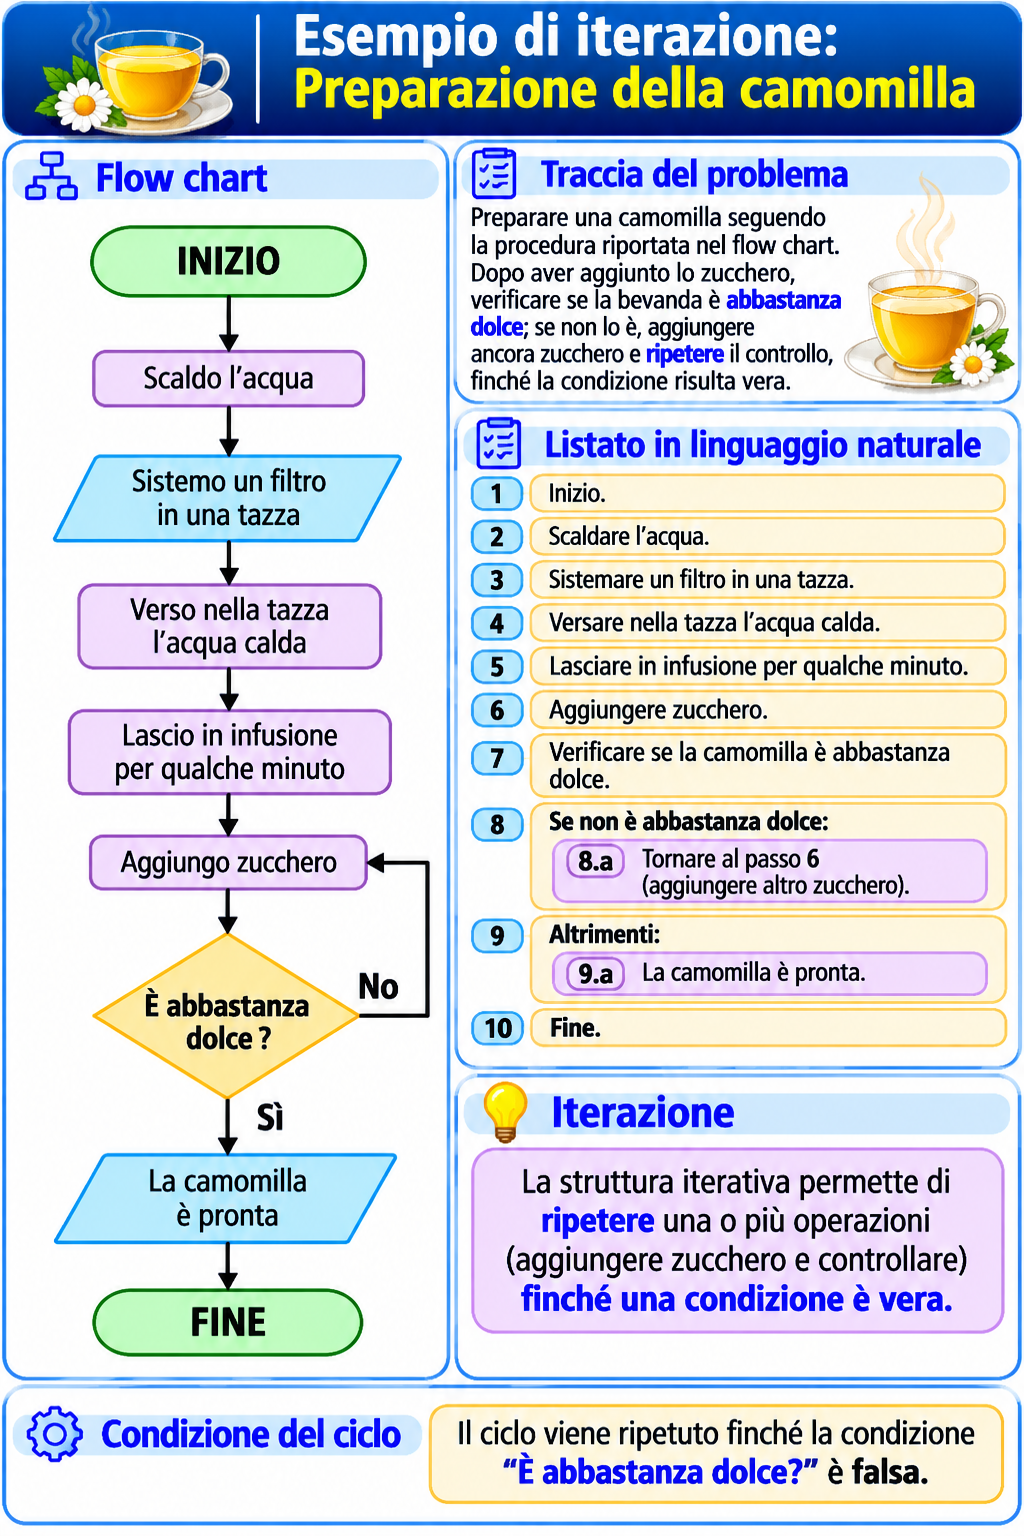 Esempio di iterazione:
Preparazione della camomilla
Flow chart
INIZIO
Scaldo l'acqua
Sistemo un filtro
in una tazza
Verso nella tazza
l'acqua calda
Lascio in infusione
per qualche minuto
Aggiungo zucchero
È abbastanza
dolce ?
No
Sì
La camomilla
è pronta
FINE
Traccia del problema
Preparare una camomilla seguendo
la procedura riportata nel flow chart.
Dopo aver aggiunto lo zucchero,
verificare se la bevanda è abbastanza
dolce; se non lo è, aggiungere
ancora zucchero e ripetere il controllo,
finché la condizione risulta vera.
Listato in linguaggio naturale
1 Inizio.
2 Scaldare l'acqua.
3 Sistemare un filtro in una tazza.
4 Versare nella tazza l'acqua calda.
5 Lasciare in infusione per qualche minuto.
6 Aggiungere zucchero.
7 Verificare se la camomilla è abbastanza
dolce.
8 Se non è abbastanza dolce:
8.a Tornare al passo 6
(aggiungere altro zucchero).
9 Altrimenti:
9.a La camomilla è pronta.
10 Fine.
Iterazione
La struttura iterativa permette di
ripetere una o più operazioni
(aggiungere zucchero e controllare)
finché una condizione è vera.
Condizione del ciclo
Il ciclo viene ripetuto finché la condizione
"È abbastanza dolce?" è falsa.